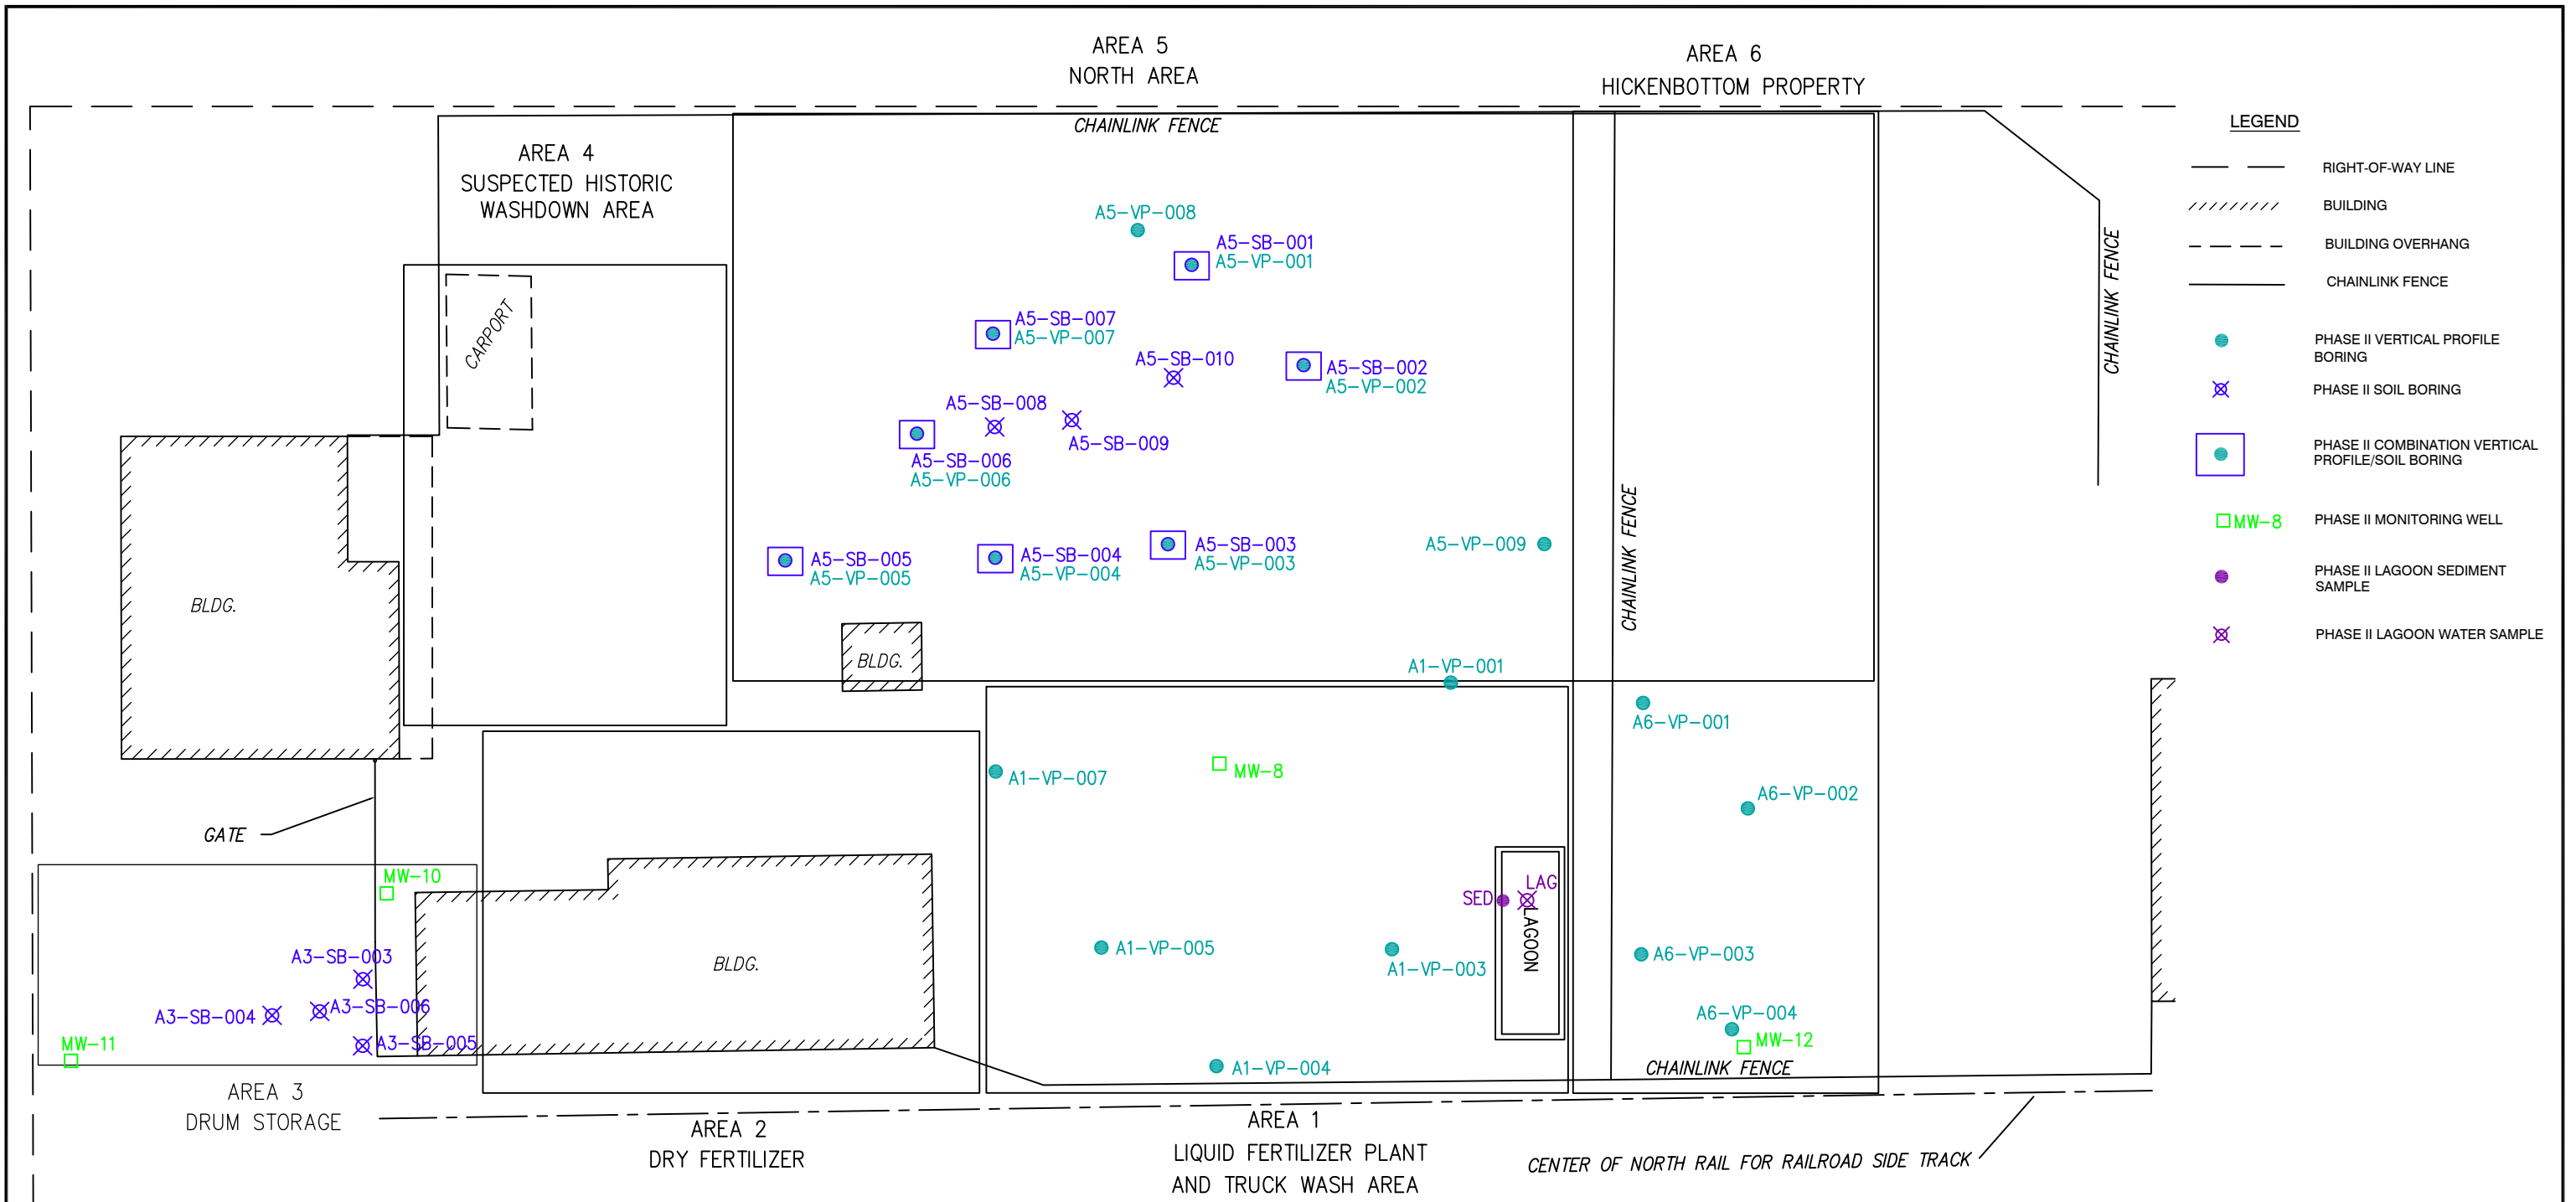 AREA 5
NORTH AREA
AREA 6
HICKENBOTTOM PROPERTY
CHAINLINK FENCE
AREA 4
SUSPECTED HISTORIC
WASHDOWN AREA
CARPORT
A5-VP-008
A5-SB-001
A5-VP-001
A5-SB-007
A5-VP-007
A5-SB-010
A5-SB-002
A5-VP-002
A5-SB-008
A5-SB-009
A5-SB-006
A5-VP-006
A5-SB-005
A5-VP-005
A5-SB-004
A5-VP-004
A5-SB-003
A5-VP-003
A5-VP-009
CHAINLINK FENCE
CHAINLINK FENCE
BLDG.
BLDG.
A1-VP-001
A6-VP-001
A1-VP-007
MW-8
A6-VP-002
GATE
MW-10
SED
LAG
LAGOON
A3-SB-003
A3-SB-006
A3-SB-004
A3-SB-005
MW-11
BLDG.
A1-VP-005
A1-VP-003
A6-VP-003
A6-VP-004
MW-12
A1-VP-004
CHAINLINK FENCE
AREA 3
DRUM STORAGE
AREA 2
DRY FERTILIZER
AREA 1
LIQUID FERTILIZER PLANT
AND TRUCK WASH AREA
CENTER OF NORTH RAIL FOR RAILROAD SIDE TRACK
LEGEND
RIGHT-OF-WAY LINE
BUILDING
BUILDING OVERHANG
CHAINLINK FENCE
PHASE II VERTICAL PROFILE
BORING
PHASE II SOIL BORING
PHASE II COMBINATION VERTICAL
PROFILE/SOIL BORING
MW-8 PHASE II MONITORING WELL
PHASE II LAGOON SEDIMENT
SAMPLE
PHASE II LAGOON WATER SAMPLE